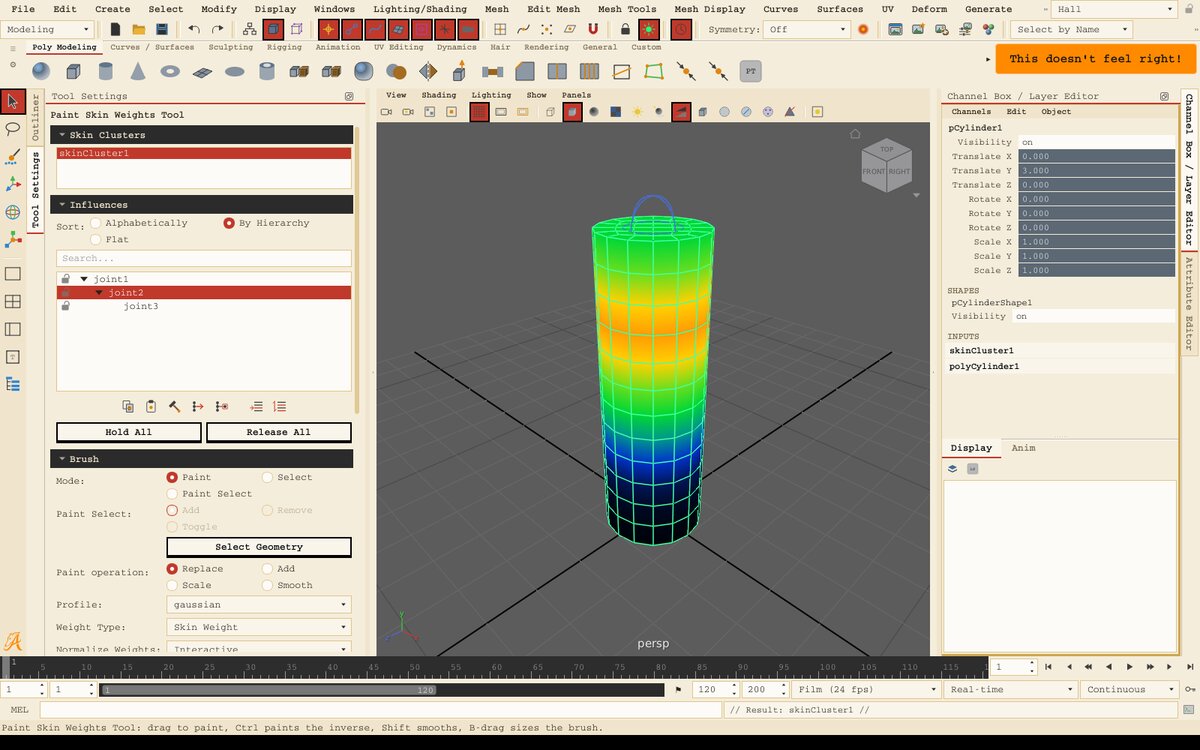 File Edit Create Select Modify Display Windows Lighting/Shading Mesh Edit Mesh Mesh Tools Mesh Display Curves Surfaces UV Deform Generate Hall
Modeling Symmetry: Off Select by Name
Poly Modeling Curves / Surfaces Sculpting Rigging Animation UV Editing Dynamics Hair Rendering General Custom
This doesn't feel right!
PT
Outliner
Tool Settings
Tool Settings
Paint Skin Weights Tool
Skin Clusters
skinCluster1
Influences
Sort: Alphabetically By Hierarchy
Flat
Search...
joint1
joint2
joint3
Hold All Release All
Brush
Mode: Paint Select
Paint Select
Paint Select: Add Remove
Toggle
Select Geometry
Paint operation: Replace Add
Scale Smooth
Profile: gaussian
Weight Type: Skin Weight
Normalize Weights: Interactive
View Shading Lighting Show Panels
TOP
FRONT RIGHT
persp
Channel Box / Layer Editor
Channels Edit Object
pCylinder1
Visibility on
Translate X 0.000
Translate Y 3.000
Translate Z 0.000
Rotate X 0.000
Rotate Y 0.000
Rotate Z 0.000
Scale X 1.000
Scale Y 1.000
Scale Z 1.000
SHAPES
pCylinderShape1
Visibility on
INPUTS
skinCluster1
polyCylinder1
Display Anim
Channel Box / Layer Editor
Attribute Editor
1 5 10 15 20 25 30 35 40 45 50 55 60 65 70 75 80 85 90 95 100 105 110 115 1
1 1 1 120 120 200 Film (24 fps) Real-time Continuous
MEL // Result: skinCluster1 //
Paint Skin Weights Tool: drag to paint, Ctrl paints the inverse, Shift smooths, B-drag sizes the brush.